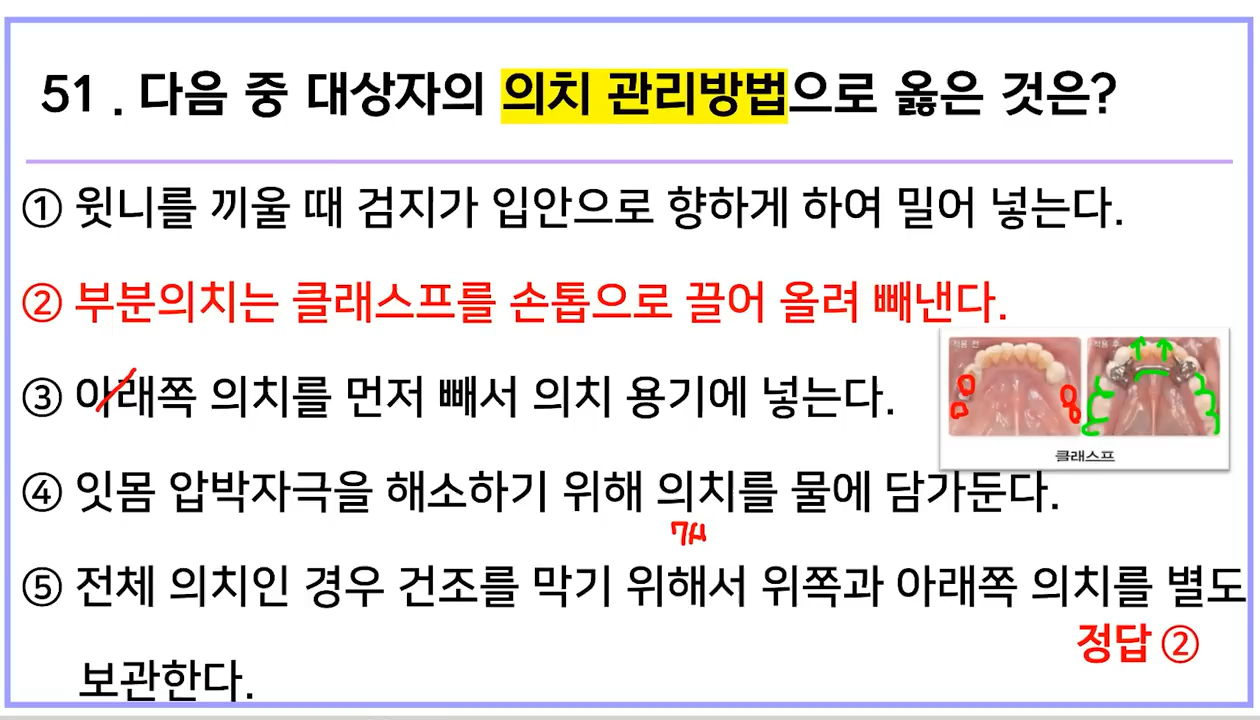 51 . 다음 중 대상자의 의치 관리방법으로 옳은 것은?
① 윗니를 끼울 때 검지가 입안으로 향하게 하여 밀어 넣는다.
② 부분의치는 클래스프를 손톱으로 끌어 올려 빼낸다.
③ 아래쪽 의치를 먼저 빼서 의치 용기에 넣는다.
클래스프
④ 잇몸 압박자극을 해소하기 위해 의치를 물에 담가둔다.
⑤ 전체 의치인 경우 건조를 막기 위해서 위쪽과 아래쪽 의치를 별도
정답 ②
보관한다.